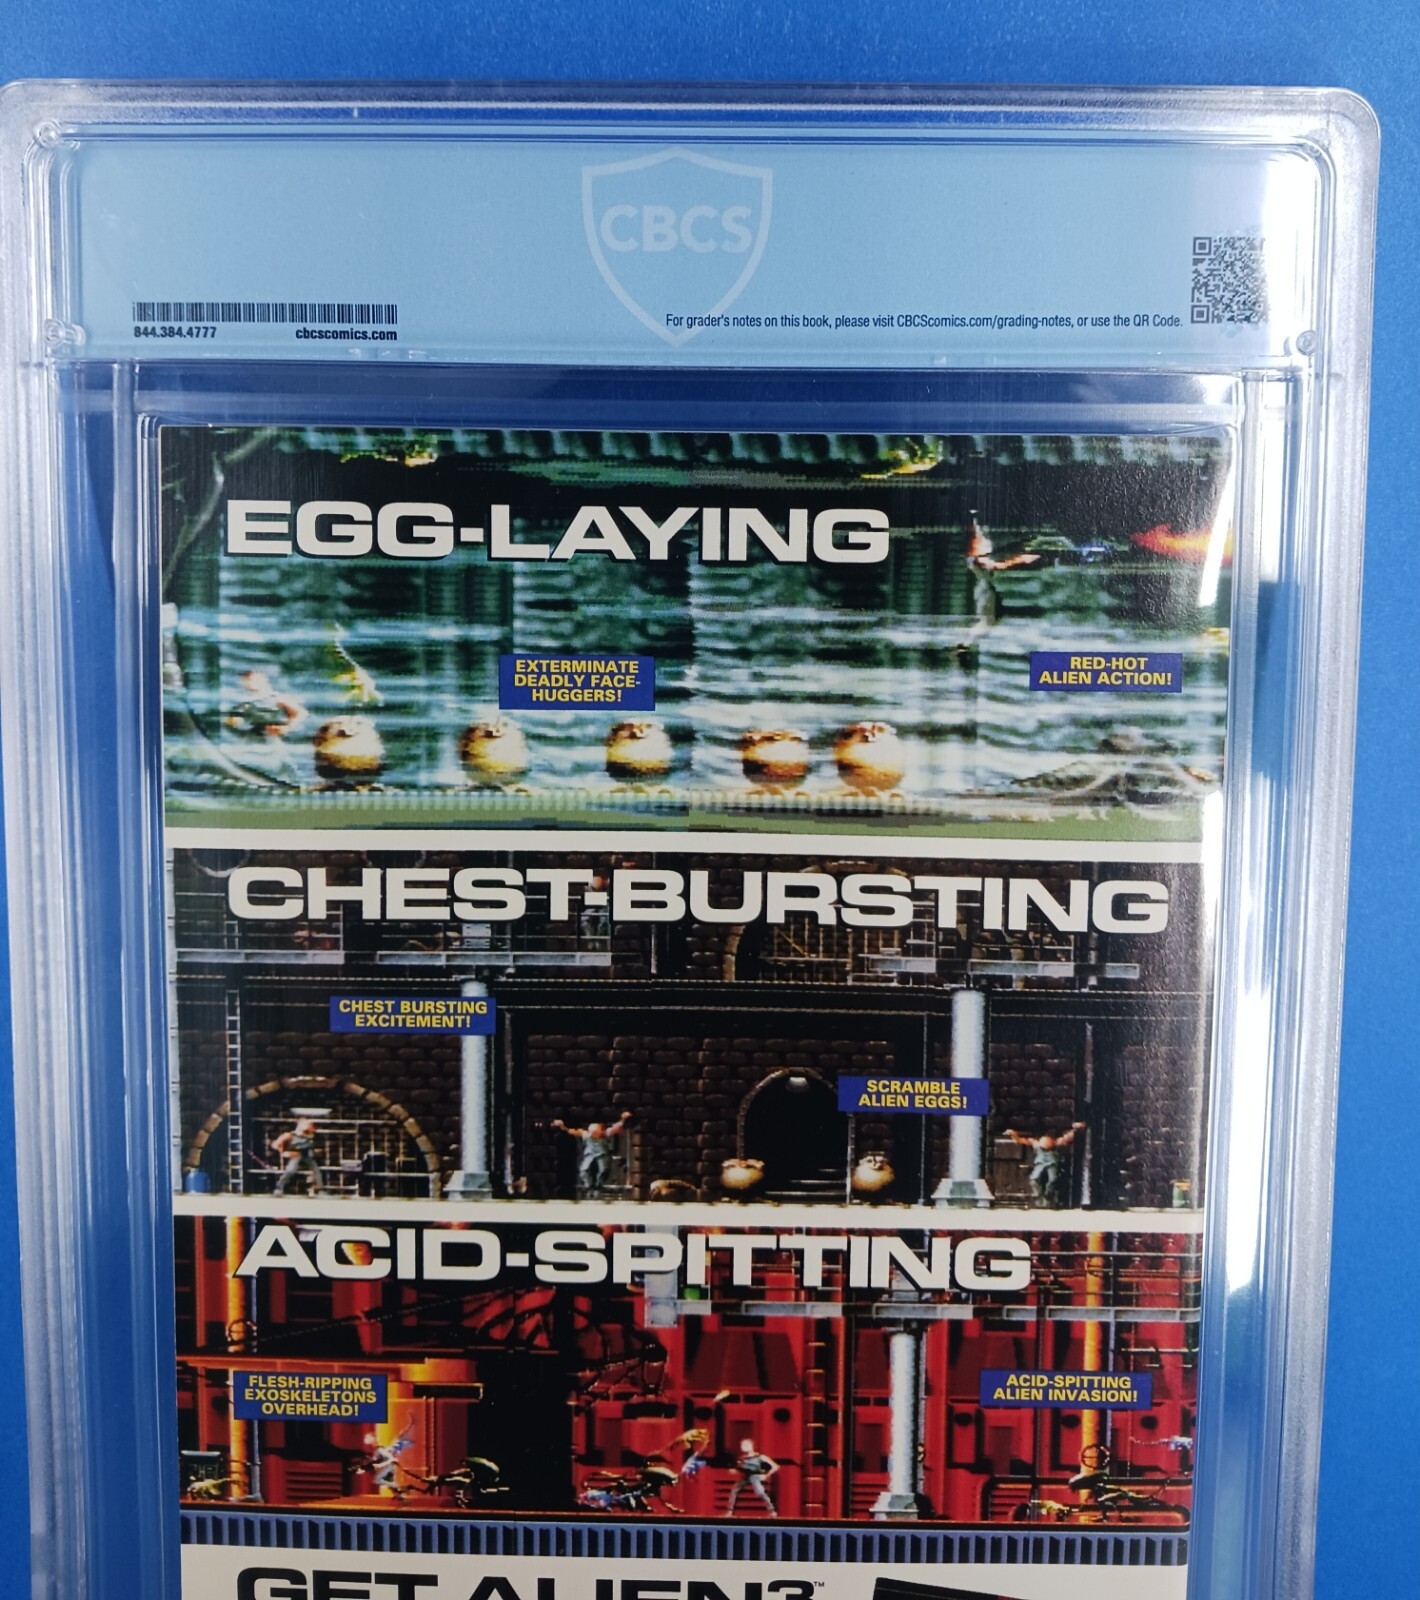 CBCS
844.384.4777 cbcscomics.com
For grader's notes on this book, please visit CBCScomics.com/grading-notes, or use the QR Code.
EGG-LAYING
EXTERMINATE
DEADLY FACE-
HUGGERS!
RED-HOT
ALIEN ACTION!
CHEST-BURSTING
CHEST BURSTING
EXCITEMENT!
SCRAMBLE
ALIEN EGGS!
ACID-SPITTING
FLESH-RIPPING
EXOSKELETONS
OVERHEAD!
ACID-SPITTING
ALIEN INVASION!
GET ALIEN3™